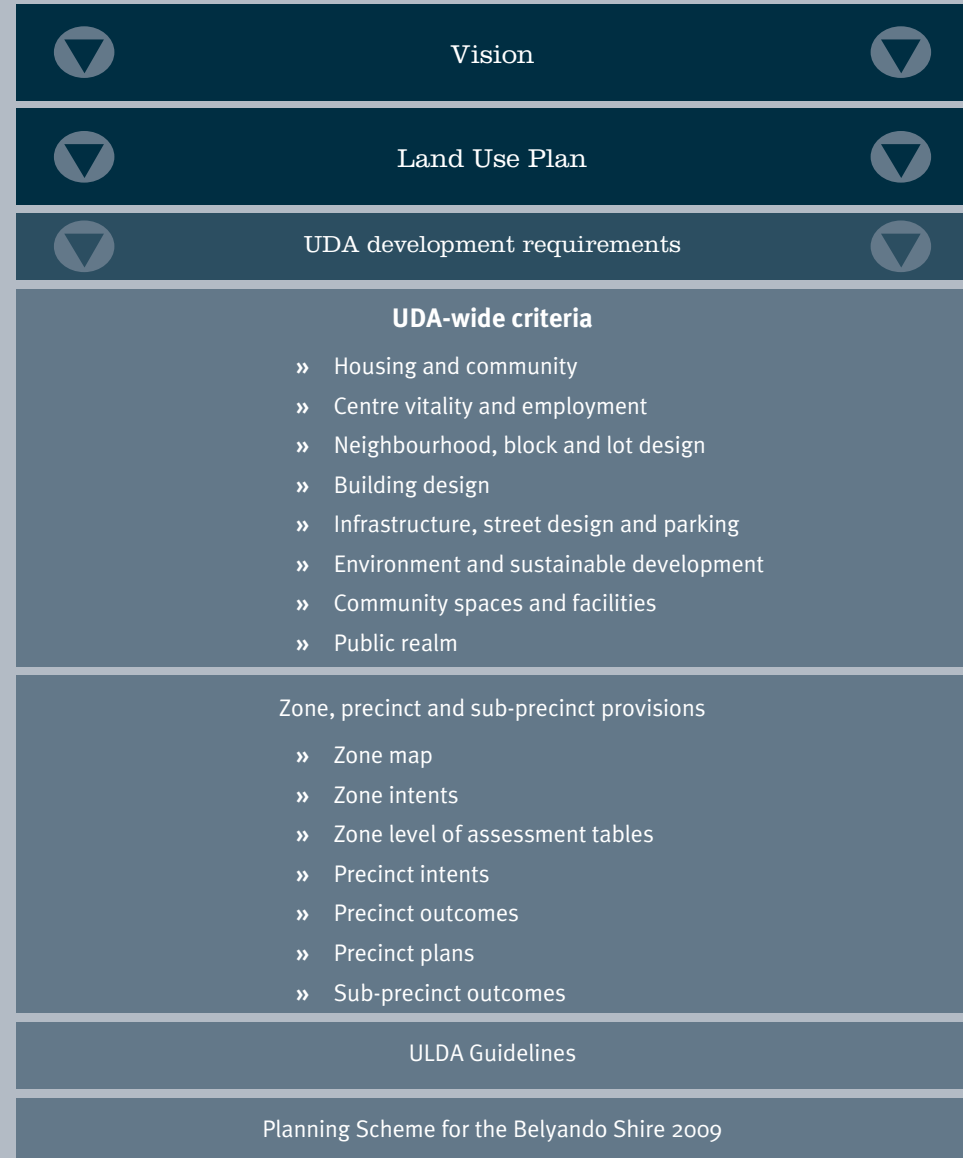 Vision
Land Use Plan
UDA development requirements
UDA-wide criteria
» Housing and community
» Centre vitality and employment
» Neighbourhood, block and lot design
» Building design
» Infrastructure, street design and parking
» Environment and sustainable development
» Community spaces and facilities
» Public realm
Zone, precinct and sub-precinct provisions
» Zone map
» Zone intents
» Zone level of assessment tables
» Precinct intents
» Precinct outcomes
» Precinct plans
» Sub-precinct outcomes
ULDA Guidelines
Planning Scheme for the Belyando Shire 2009